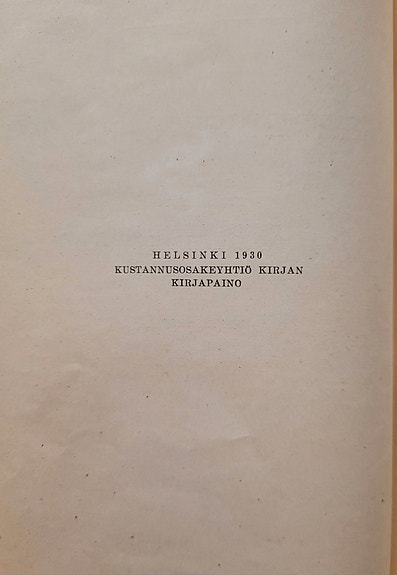 HELSINKI 1930
KUSTANNUSOSAKEYHTIÖ KIRJAN
KIRJAPAINO